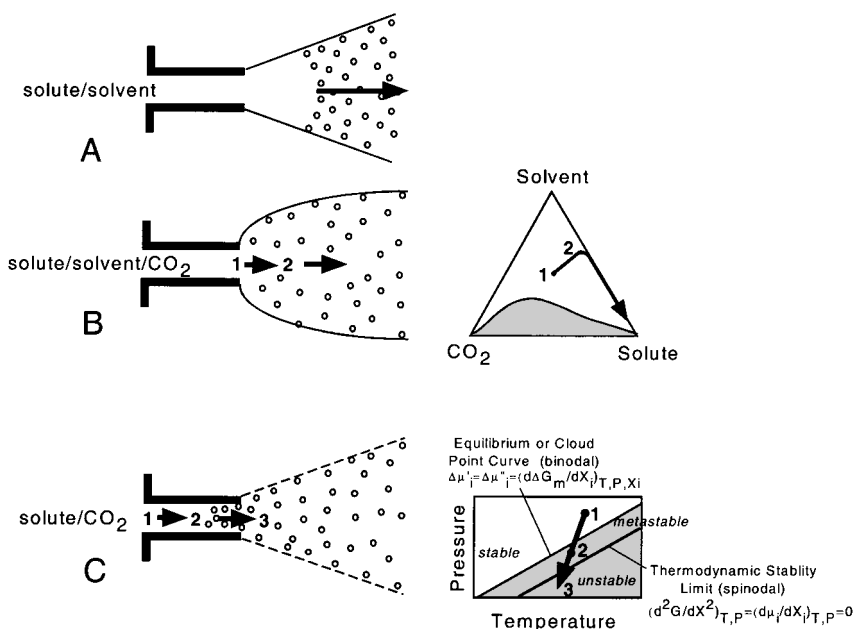 solute/solvent
A
solute/solvent/CO2
1 2
B
Solvent
2
1
CO2
Solute
solute/CO2
1 2 3
C
Equilibrium or Cloud
Point Curve (binodal)
Δμ'i=Δμ"i=(dΔGm/dXi)T,P,Xi
Pressure
1
metastable
stable
2
unstable
3
Temperature
Thermodynamic Stablity
Limit (spinodal)
(d²G/dX²)T,P=(dμi/dXi)T,P=0